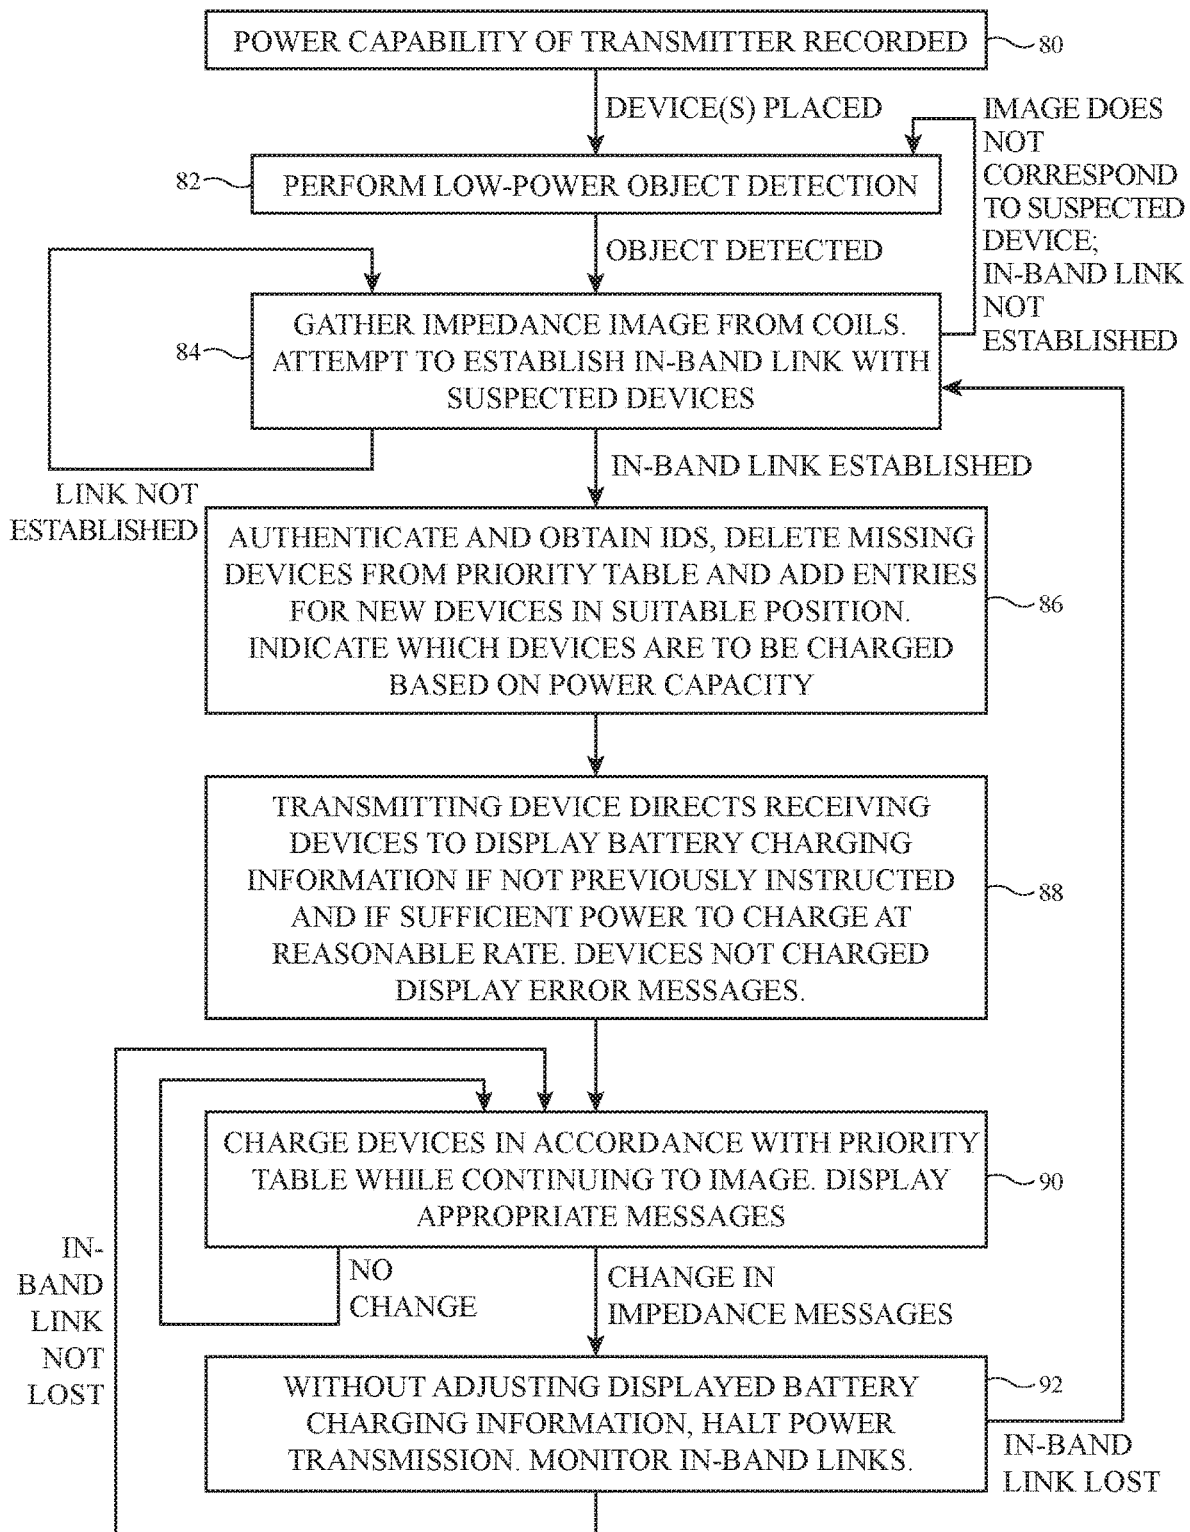 POWER CAPABILITY OF TRANSMITTER RECORDED
80
DEVICE(S) PLACED
IMAGE DOES
NOT
CORRESPOND
TO SUSPECTED
DEVICE;
IN-BAND LINK
NOT
ESTABLISHED
82
PERFORM LOW-POWER OBJECT DETECTION
OBJECT DETECTED
84
GATHER IMPEDANCE IMAGE FROM COILS.
ATTEMPT TO ESTABLISH IN-BAND LINK WITH
SUSPECTED DEVICES
IN-BAND LINK ESTABLISHED
LINK NOT
ESTABLISHED
AUTHENTICATE AND OBTAIN IDS, DELETE MISSING
DEVICES FROM PRIORITY TABLE AND ADD ENTRIES
FOR NEW DEVICES IN SUITABLE POSITION.
INDICATE WHICH DEVICES ARE TO BE CHARGED
BASED ON POWER CAPACITY
86
TRANSMITTING DEVICE DIRECTS RECEIVING
DEVICES TO DISPLAY BATTERY CHARGING
INFORMATION IF NOT PREVIOUSLY INSTRUCTED
AND IF SUFFICIENT POWER TO CHARGE AT
REASONABLE RATE. DEVICES NOT CHARGED
DISPLAY ERROR MESSAGES.
88
CHARGE DEVICES IN ACCORDANCE WITH PRIORITY
TABLE WHILE CONTINUING TO IMAGE. DISPLAY
APPROPRIATE MESSAGES
90
IN-
BAND
LINK
NOT
LOST
NO
CHANGE
CHANGE IN
IMPEDANCE MESSAGES
WITHOUT ADJUSTING DISPLAYED BATTERY
CHARGING INFORMATION, HALT POWER
TRANSMISSION. MONITOR IN-BAND LINKS.
92
IN-BAND
LINK LOST